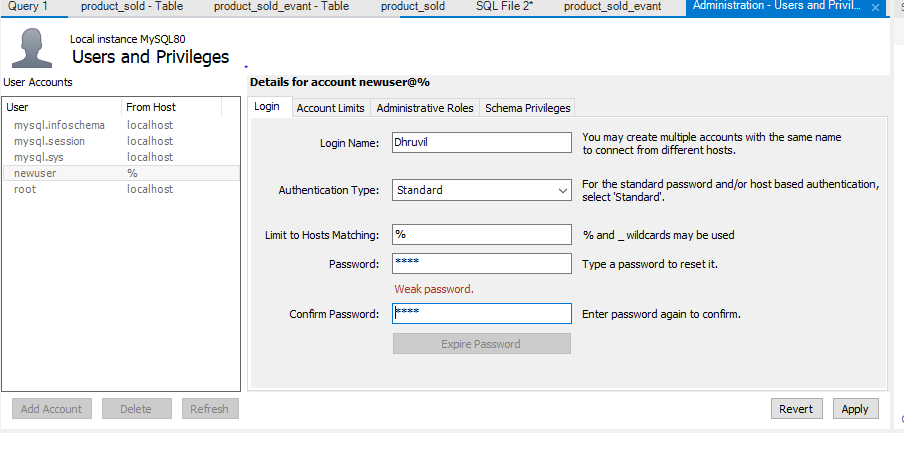 Query 1 product_sold - Table product_sold_evant - Table product_sold SQL File 2* product_sold_evant Administration - Users and Privil...
Local instance MySQL80
Users and Privileges
User Accounts
Details for account newuser@%
User From Host
mysql.infoschema localhost
mysql.session localhost
mysql.sys localhost
newuser %
root localhost
Login Account Limits Administrative Roles Schema Privileges
Login Name: Dhruvil You may create multiple accounts with the same name
to connect from different hosts.
Authentication Type: Standard For the standard password and/or host based authentication,
select 'Standard'.
Limit to Hosts Matching: % % and _ wildcards may be used
Password: **** Type a password to reset it.
Weak password.
Confirm Password: **** Enter password again to confirm.
Expire Password
Add Account Delete Refresh Revert Apply